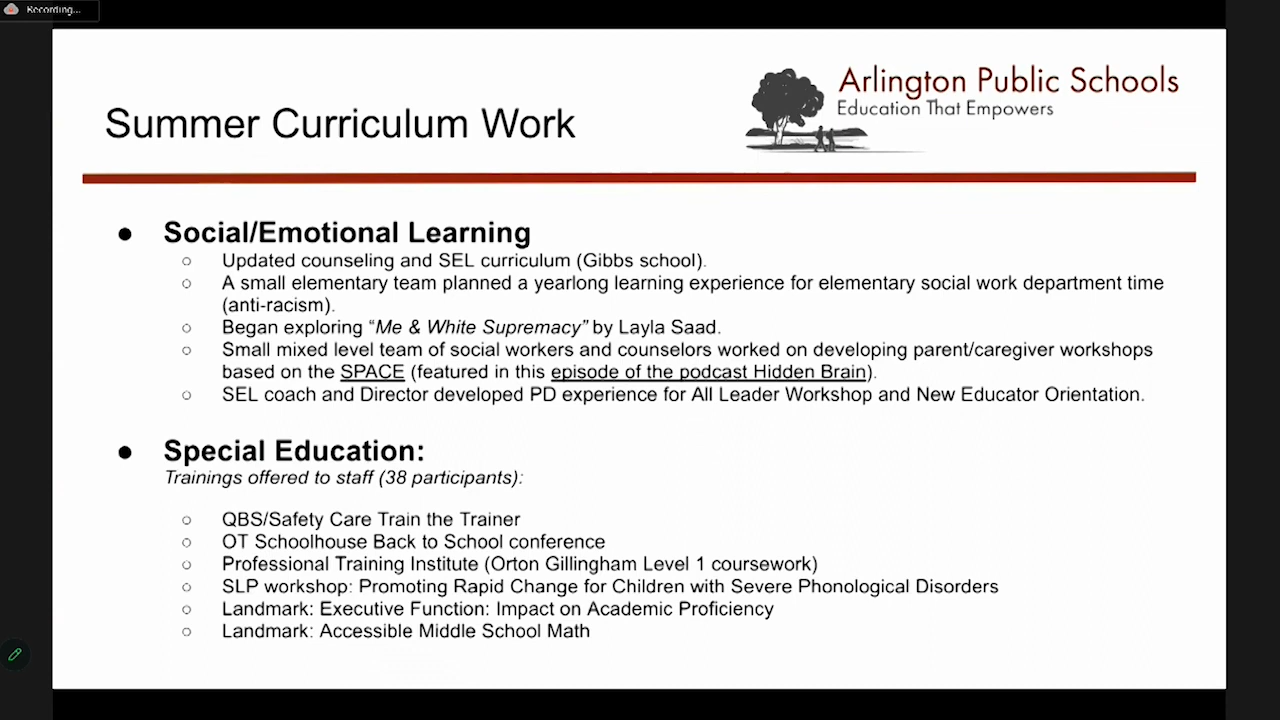 Recording...
Arlington Public Schools
Education That Empowers
Summer Curriculum Work
● Social/Emotional Learning
○ Updated counseling and SEL curriculum (Gibbs school).
○ A small elementary team planned a yearlong learning experience for elementary social work department time
(anti-racism).
○ Began exploring “Me & White Supremacy” by Layla Saad.
○ Small mixed level team of social workers and counselors worked on developing parent/caregiver workshops
based on the SPACE (featured in this episode of the podcast Hidden Brain).
○ SEL coach and Director developed PD experience for All Leader Workshop and New Educator Orientation.
● Special Education:
Trainings offered to staff (38 participants):
○ QBS/Safety Care Train the Trainer
○ OT Schoolhouse Back to School conference
○ Professional Training Institute (Orton Gillingham Level 1 coursework)
○ SLP workshop: Promoting Rapid Change for Children with Severe Phonological Disorders
○ Landmark: Executive Function: Impact on Academic Proficiency
○ Landmark: Accessible Middle School Math